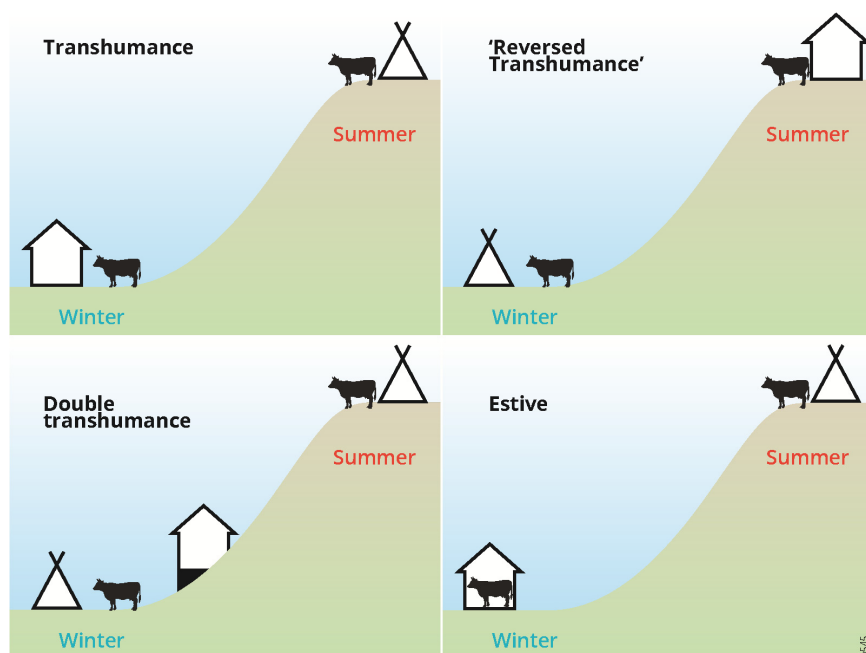 Transhumance
Summer
Winter
‘Reversed
Transhumance’
Summer
Winter
Double
transhumance
Summer
Winter
Estive
Summer
Winter